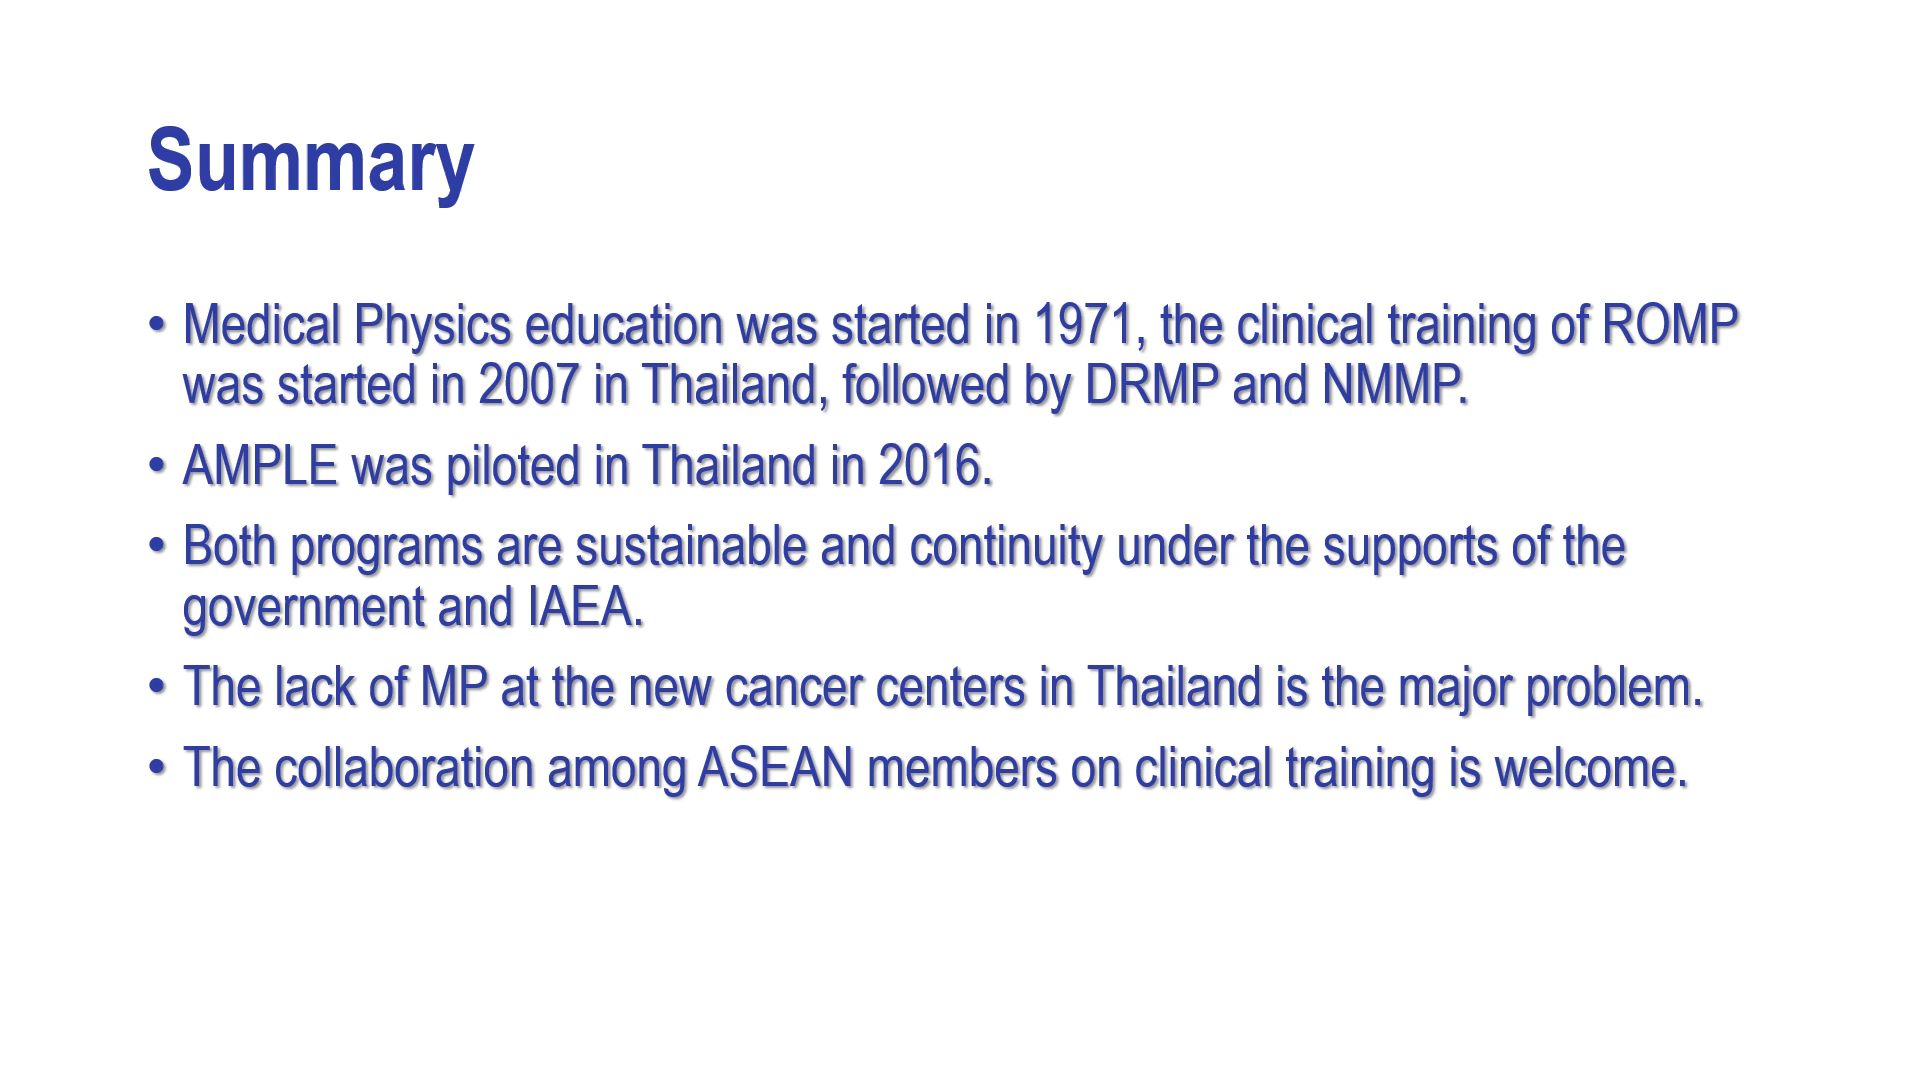 Summary
• Medical Physics education was started in 1971, the clinical training of ROMP
was started in 2007 in Thailand, followed by DRMP and NMMP.
• AMPLE was piloted in Thailand in 2016.
• Both programs are sustainable and continuity under the supports of the
government and IAEA.
• The lack of MP at the new cancer centers in Thailand is the major problem.
• The collaboration among ASEAN members on clinical training is welcome.